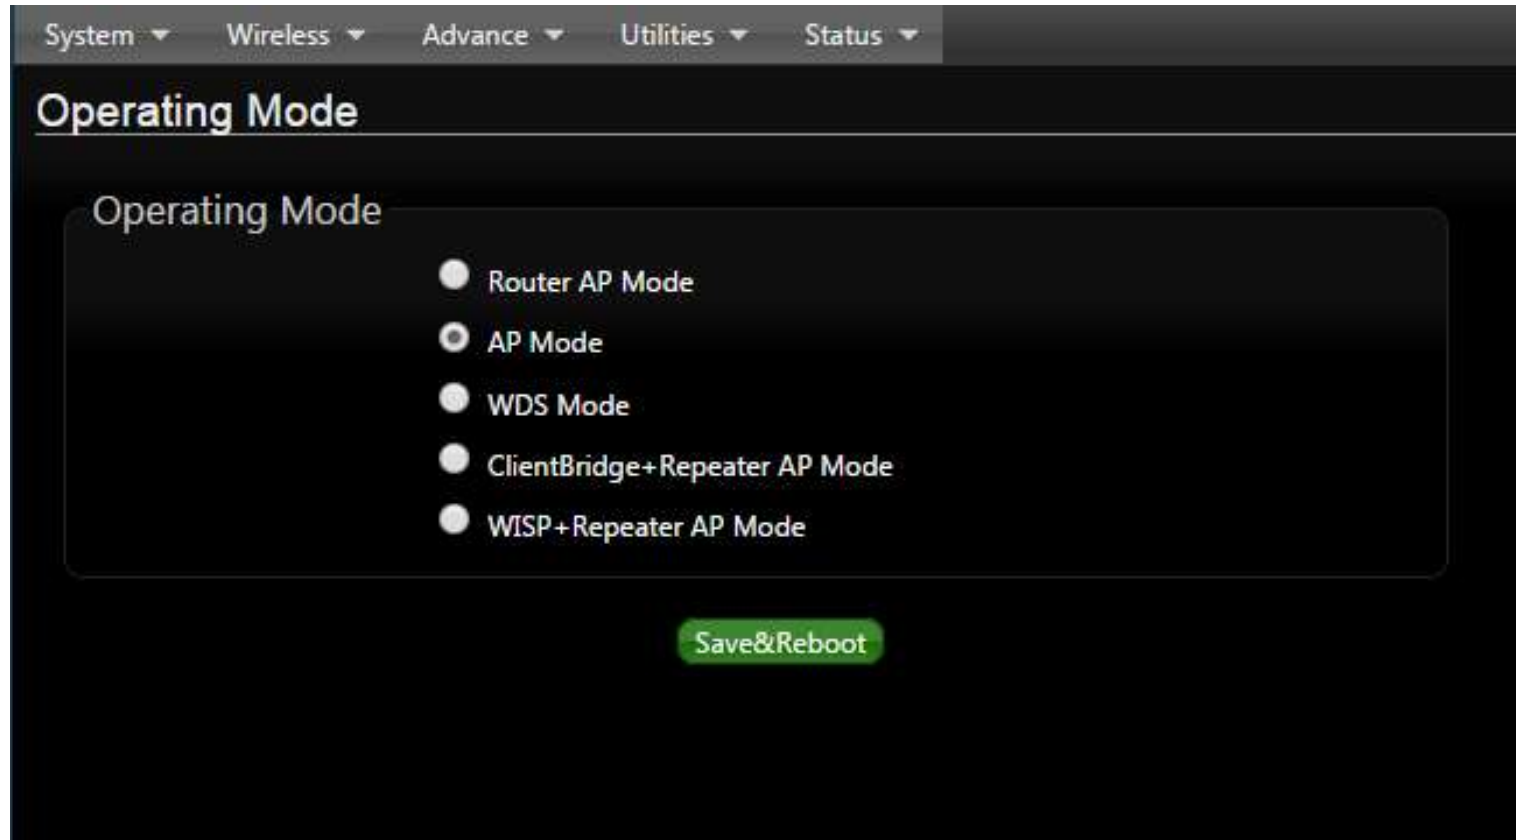 System Wireless Advance Utilities Status
Operating Mode
Operating Mode
Router AP Mode
AP Mode
WDS Mode
ClientBridge+Repeater AP Mode
WISP+Repeater AP Mode
Save&Reboot